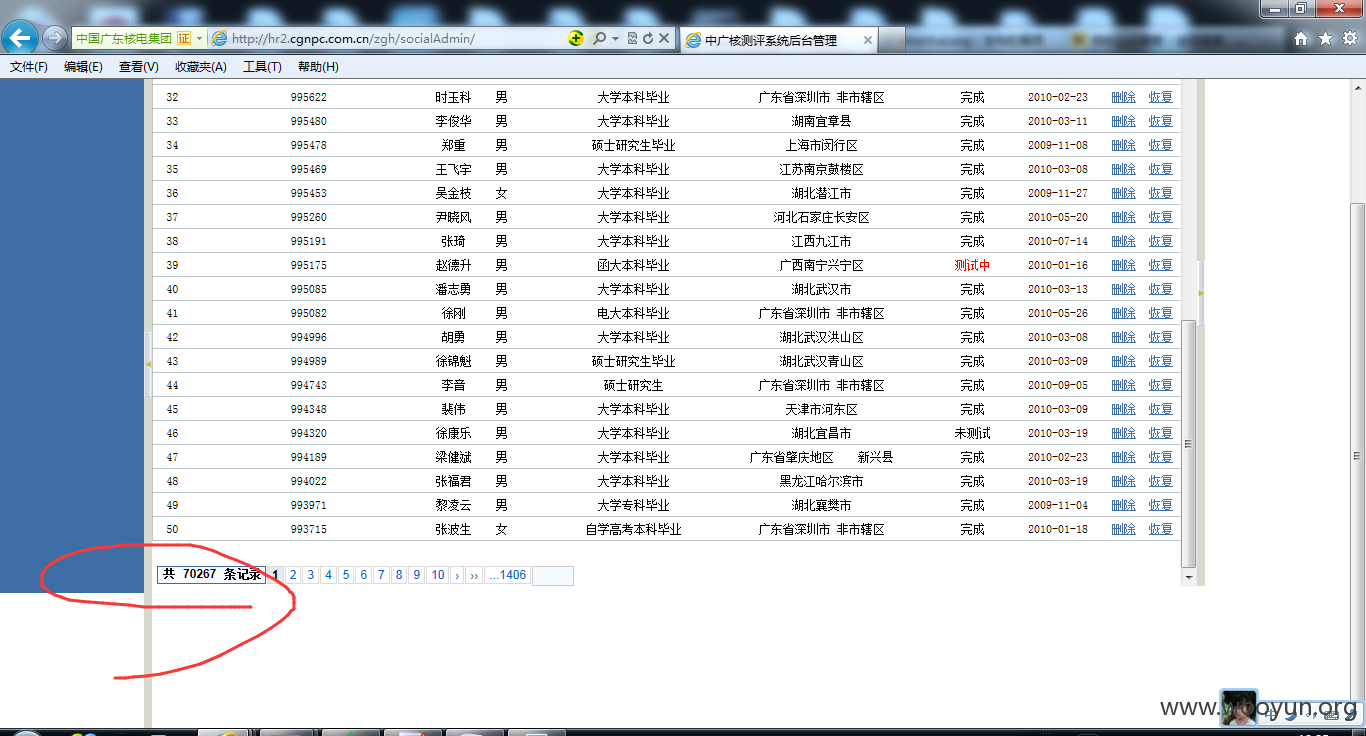 中国广东核电集团 证 http://hr2.cgnpc.com.cn/zgh/socialAdmin/ 中广核测评系统后台管理
文件(F) 编辑(E) 查看(V) 收藏夹(A) 工具(T) 帮助(H)
32 995622 时玉科 男 大学本科毕业 广东省深圳市 非市辖区 完成 2010-02-23 删除 恢复
33 995480 李俊华 男 大学本科毕业 湖南宜章县 完成 2010-03-11 删除 恢复
34 995478 郑重 男 硕士研究生毕业 上海市闵行区 完成 2009-11-08 删除 恢复
35 995469 王飞宇 男 大学本科毕业 江苏南京鼓楼区 完成 2010-03-08 删除 恢复
36 995453 吴金枝 女 大学本科毕业 湖北潜江市 完成 2009-11-27 删除 恢复
37 995260 尹晓风 男 大学本科毕业 河北石家庄长安区 完成 2010-05-20 删除 恢复
38 995191 张琦 男 大学本科毕业 江西九江市 完成 2010-07-14 删除 恢复
39 995175 赵德升 男 函大本科毕业 广西南宁兴宁区 测试中 2010-01-16 删除 恢复
40 995085 潘志勇 男 大学本科毕业 湖北武汉市 完成 2010-03-13 删除 恢复
41 995082 徐刚 男 电大本科毕业 广东省深圳市 非市辖区 完成 2010-05-26 删除 恢复
42 994996 胡勇 男 大学本科毕业 湖北武汉洪山区 完成 2010-03-08 删除 恢复
43 994989 徐锦魁 男 硕士研究生毕业 湖北武汉青山区 完成 2010-03-09 删除 恢复
44 994743 李音 男 硕士研究生 广东省深圳市 非市辖区 完成 2010-09-05 删除 恢复
45 994348 裴伟 男 大学本科毕业 天津市河东区 完成 2010-03-09 删除 恢复
46 994320 徐康乐 男 大学本科毕业 湖北宜昌市 未测试 2010-03-19 删除 恢复
47 994189 梁健斌 男 大学本科毕业 广东省肇庆地区 新兴县 完成 2010-02-23 删除 恢复
48 994022 张福君 男 大学本科毕业 黑龙江哈尔滨市 完成 2010-03-19 删除 恢复
49 993971 黎凌云 男 大学专科毕业 湖北襄樊市 完成 2009-11-04 删除 恢复
50 993715 张波生 女 自学高考本科毕业 广东省深圳市 非市辖区 完成 2010-01-18 删除 恢复
共 70267 条记录 1 2 3 4 5 6 7 8 9 10 › ›› ...1406
www.wooyun.org